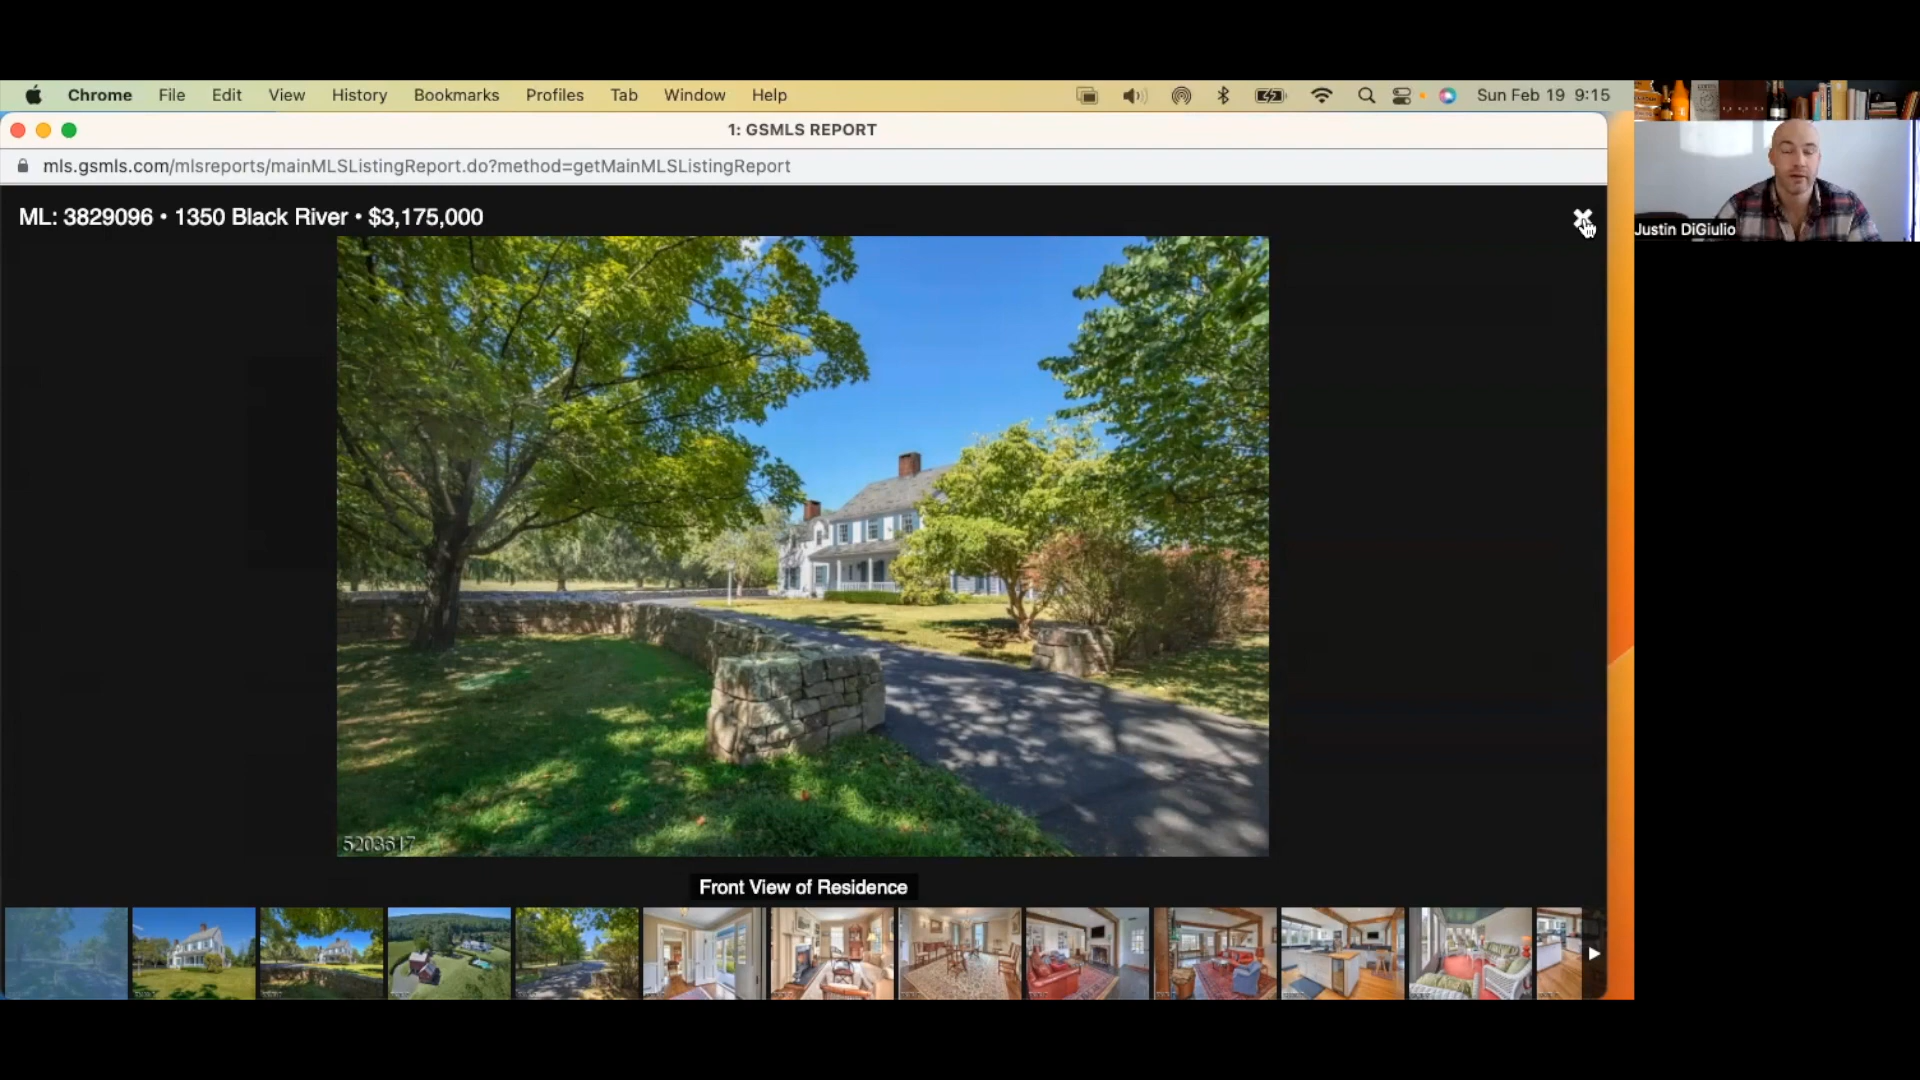 Chrome File Edit View History Bookmarks Profiles Tab Window Help Sun Feb 19 9:15
1: GSMLS REPORT
mls.gsmls.com/mlsreports/mainMLSListingReport.do?method=getMainMLSListingReport
ML: 3829096 • 1350 Black River • $3,175,000
Justin DiGiulio
5203617
Front View of Residence